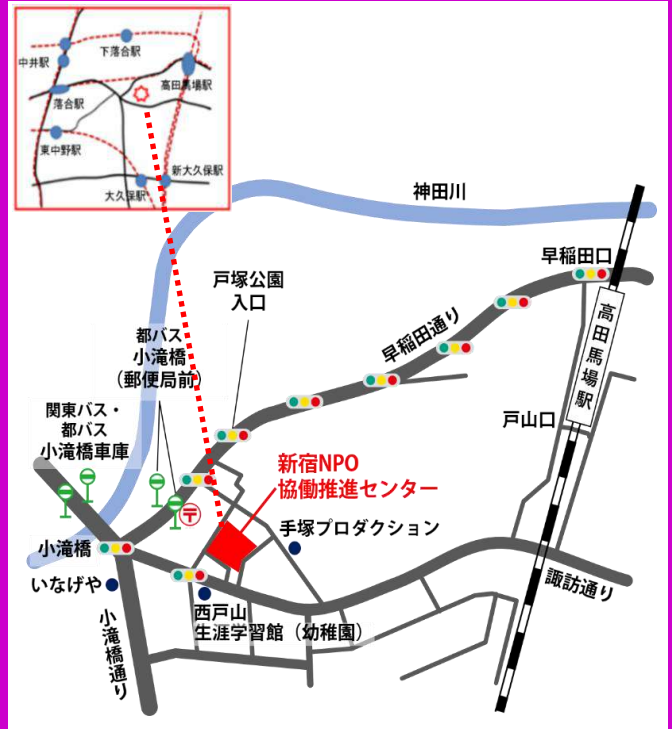 下落合駅
中井駅
高田馬場駅
落合駅
東中野駅
新大久保駅
大久保駅
神田川
早稲田口
戸塚公園
入口
早稲田通り
高田馬場駅
都バス
小滝橋
（郵便局前）
関東バス・
都バス
小滝橋車庫
戸山口
新宿NPO
協働推進センター
〒
手塚プロダクション
小滝橋
いなげや
諏訪通り
西戸山
生涯学習館（幼稚園）
小滝橋通り